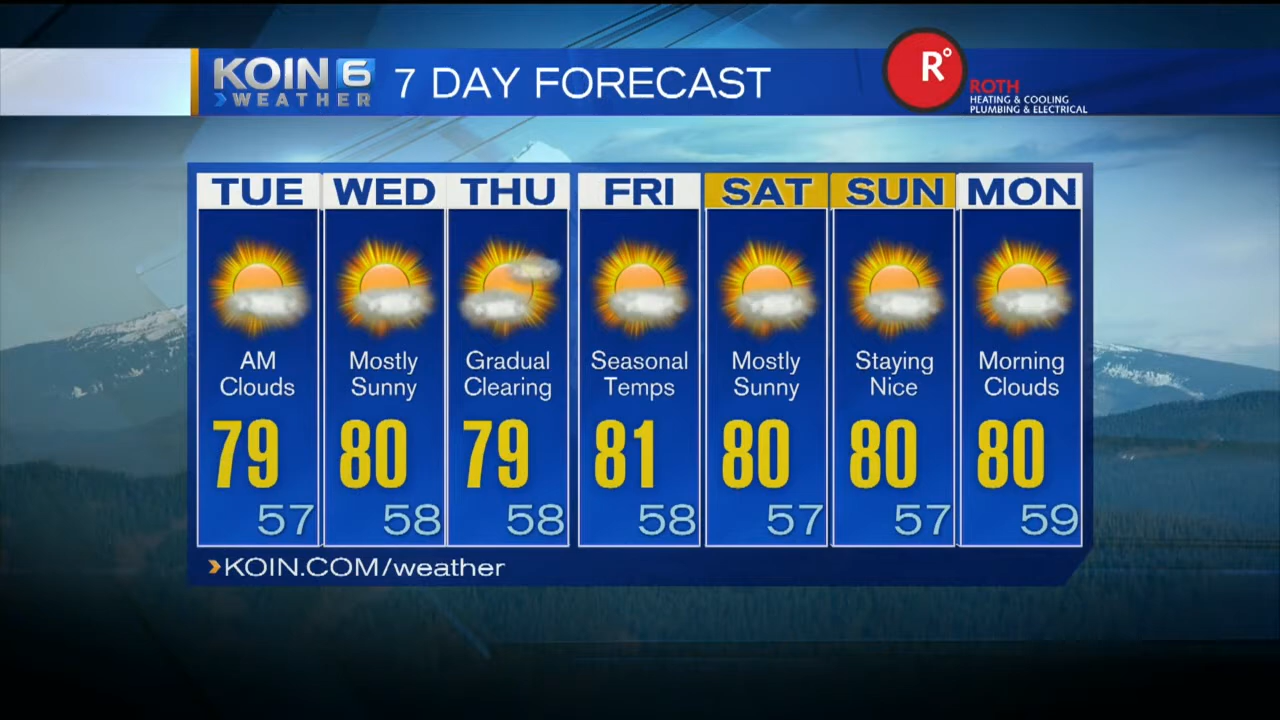 KOIN 6
WEATHER
7 DAY FORECAST
R°
ROTH
HEATING & COOLING
PLUMBING & ELECTRICAL
TUE
AM
Clouds
79
57
WED
Mostly
Sunny
80
58
THU
Gradual
Clearing
79
58
FRI
Seasonal
Temps
81
58
SAT
Mostly
Sunny
80
57
SUN
Staying
Nice
80
57
MON
Morning
Clouds
80
59
KOIN.COM/weather